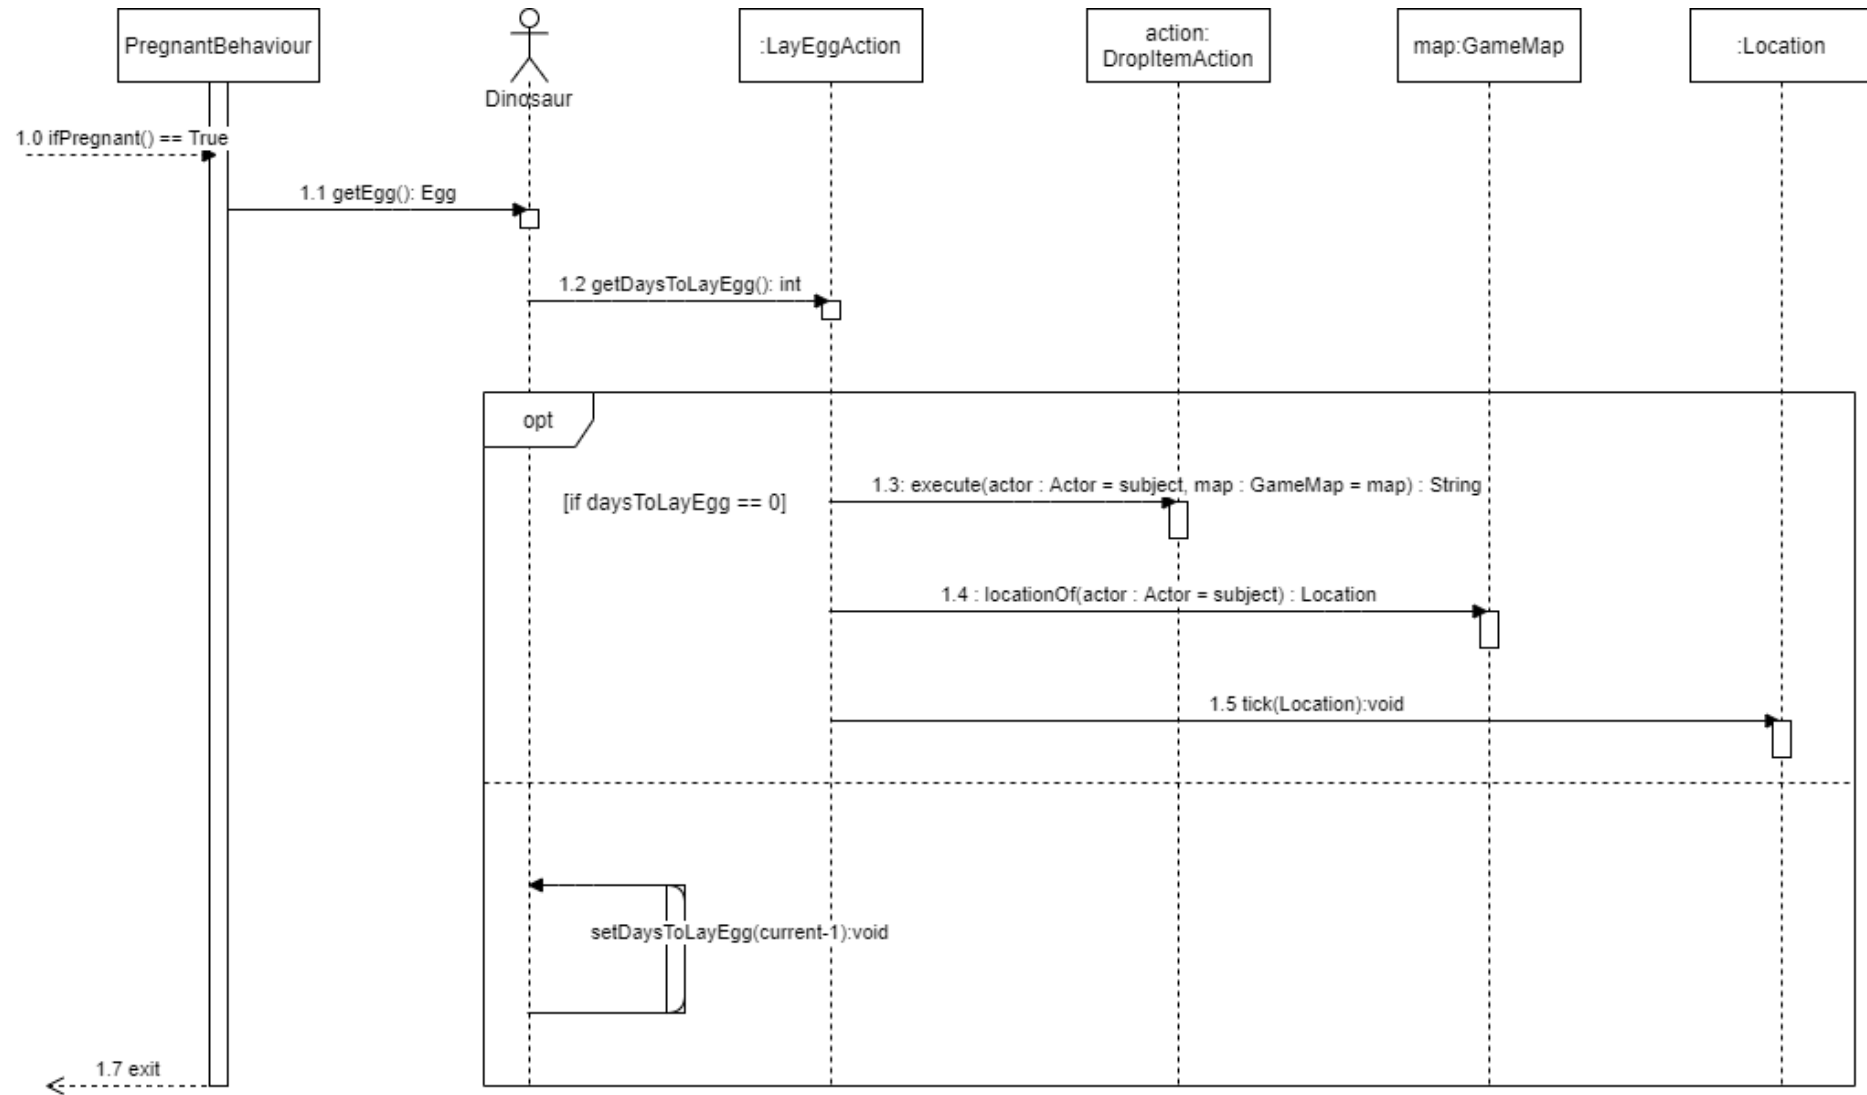 PregnantBehaviour
Dinosaur
:LayEggAction
action:
DropItemAction
map:GameMap
:Location
1.0 ifPregnant() == True
1.1 getEgg(): Egg
1.2 getDaysToLayEgg(): int
opt
[if daysToLayEgg == 0]
1.3: execute(actor : Actor = subject, map : GameMap = map) : String
1.4 : locationOf(actor : Actor = subject) : Location
1.5 tick(Location):void
setDaysToLayEgg(current-1):void
1.7 exit